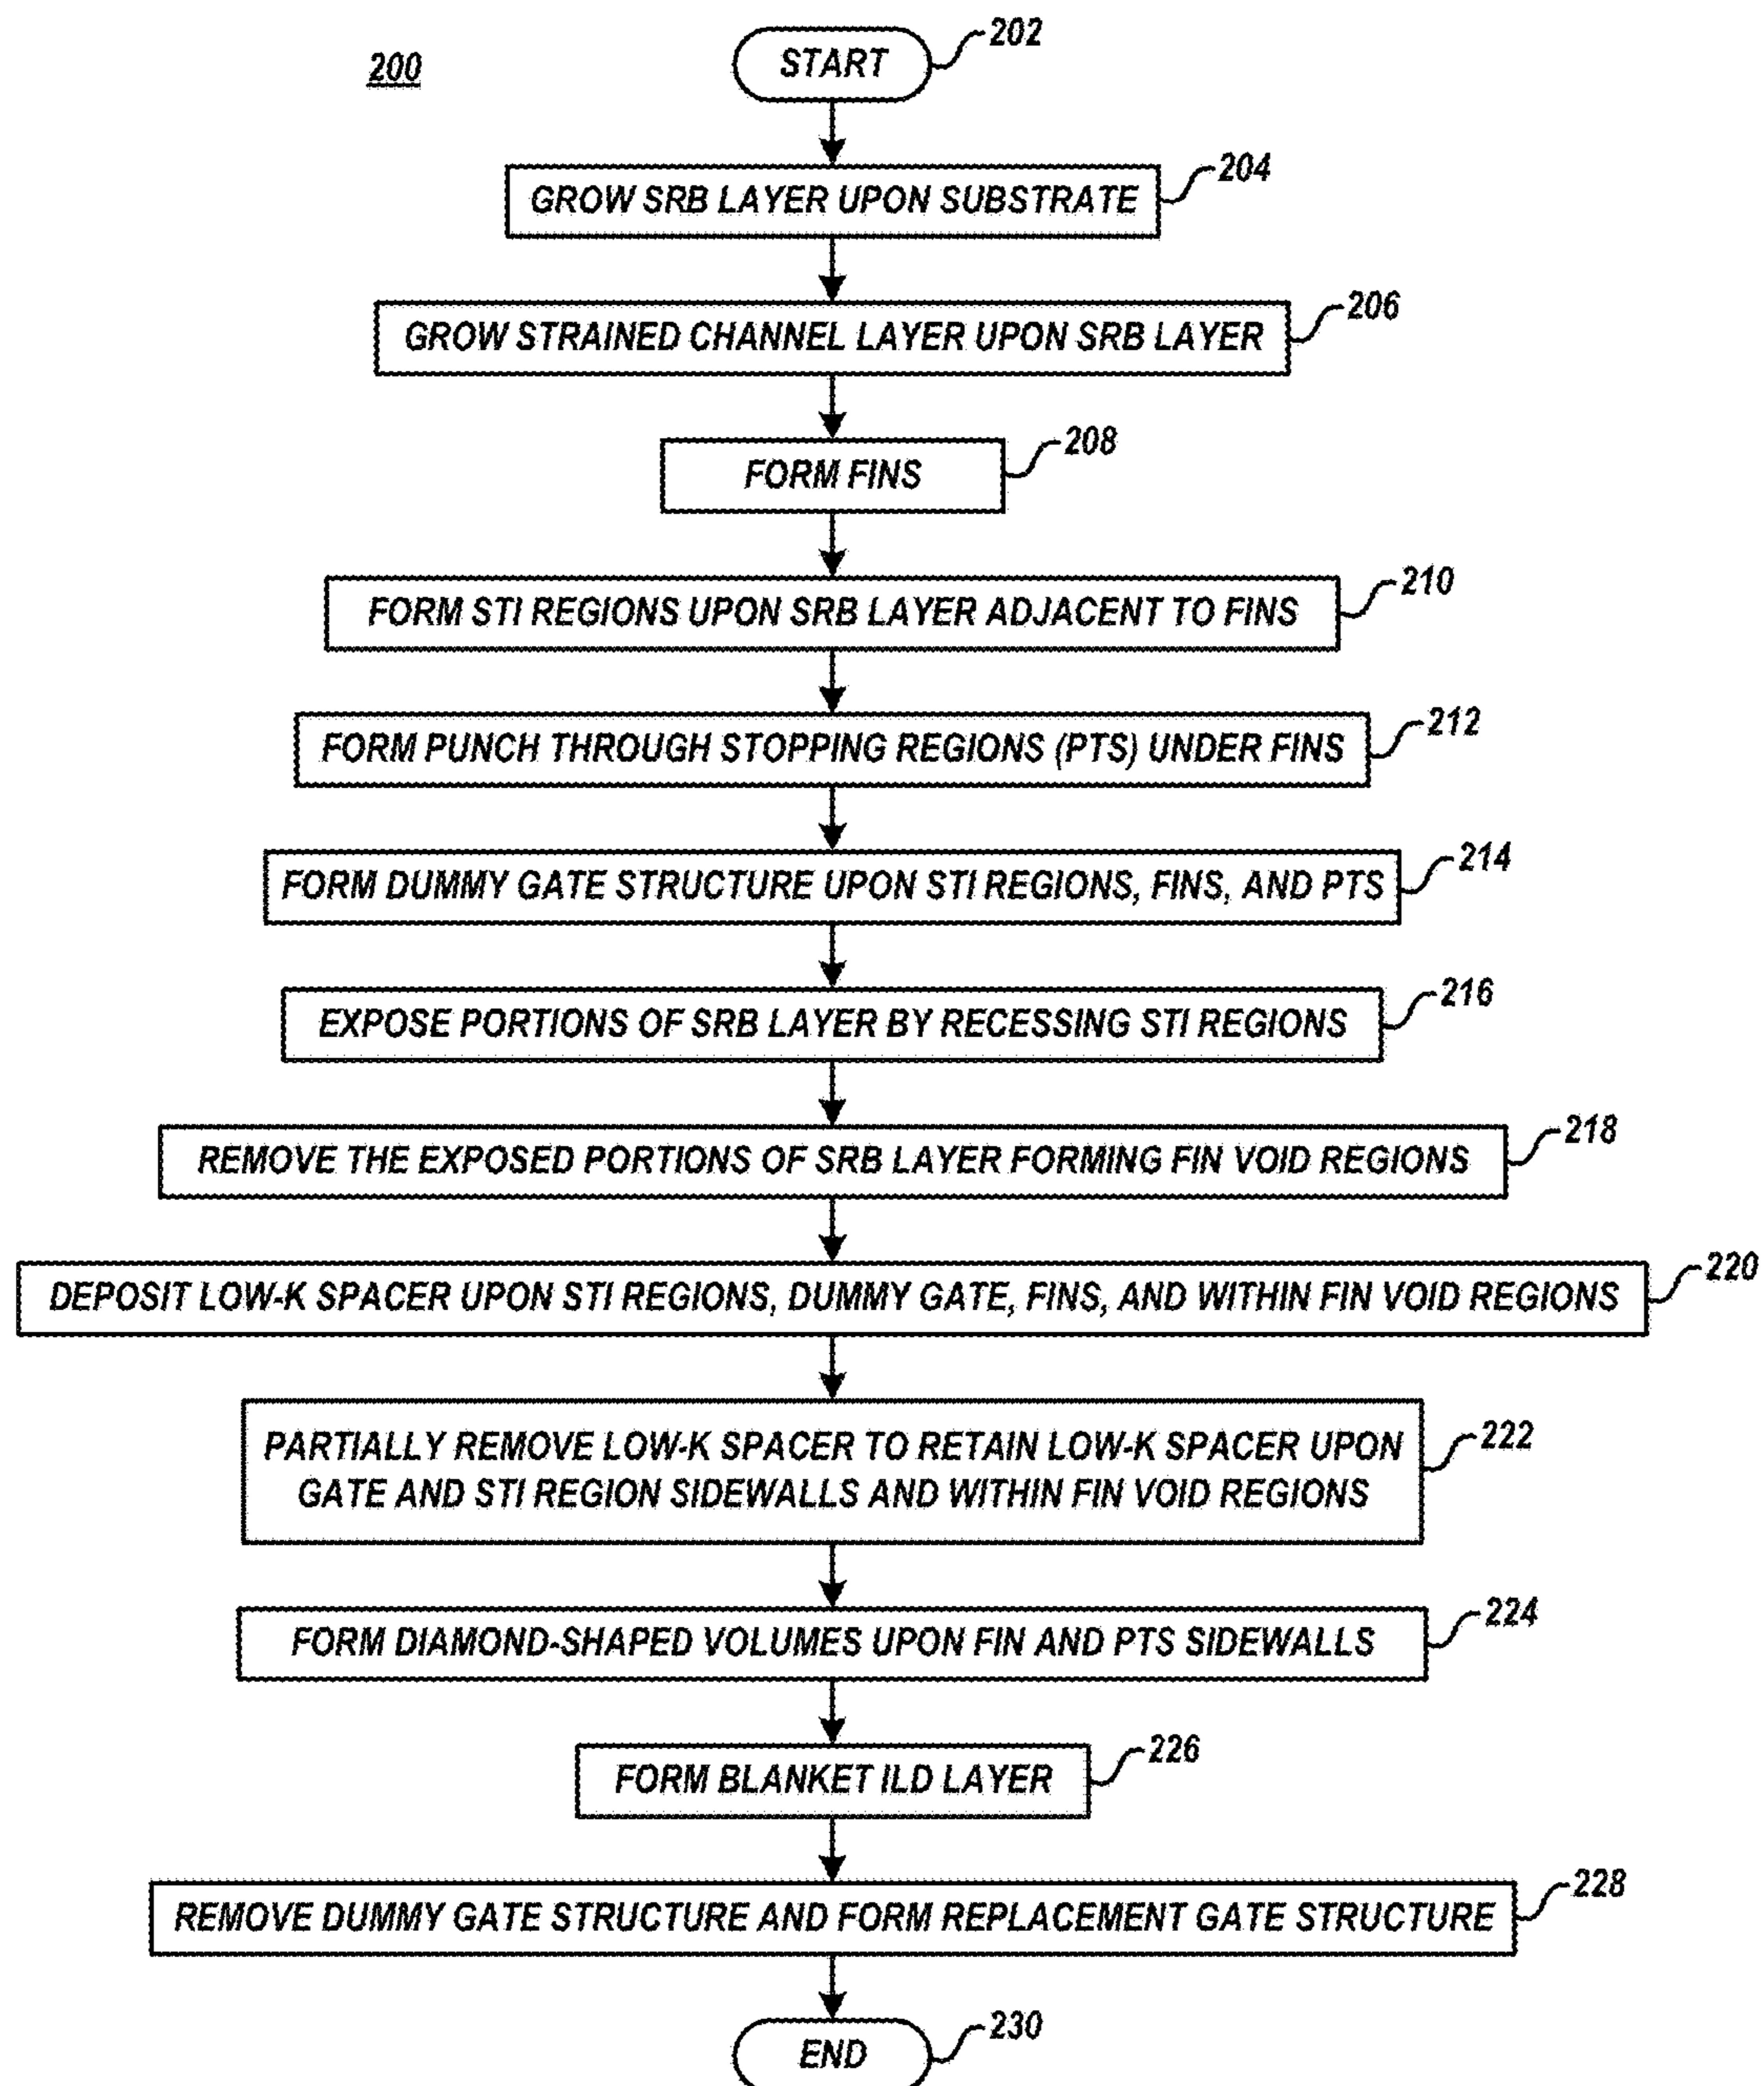 200
START
202
GROW SRB LAYER UPON SUBSTRATE
204
GROW STRAINED CHANNEL LAYER UPON SRB LAYER
206
FORM FINS
208
FORM STI REGIONS UPON SRB LAYER ADJACENT TO FINS
210
FORM PUNCH THROUGH STOPPING REGIONS (PTS) UNDER FINS
212
FORM DUMMY GATE STRUCTURE UPON STI REGIONS, FINS, AND PTS
214
EXPOSE PORTIONS OF SRB LAYER BY RECESSING STI REGIONS
216
REMOVE THE EXPOSED PORTIONS OF SRB LAYER FORMING FIN VOID REGIONS
218
DEPOSIT LOW-K SPACER UPON STI REGIONS, DUMMY GATE, FINS, AND WITHIN FIN VOID REGIONS
220
PARTIALLY REMOVE LOW-K SPACER TO RETAIN LOW-K SPACER UPON
GATE AND STI REGION SIDEWALLS AND WITHIN FIN VOID REGIONS
222
FORM DIAMOND-SHAPED VOLUMES UPON FIN AND PTS SIDEWALLS
224
FORM BLANKET ILD LAYER
226
REMOVE DUMMY GATE STRUCTURE AND FORM REPLACEMENT GATE STRUCTURE
228
END
230